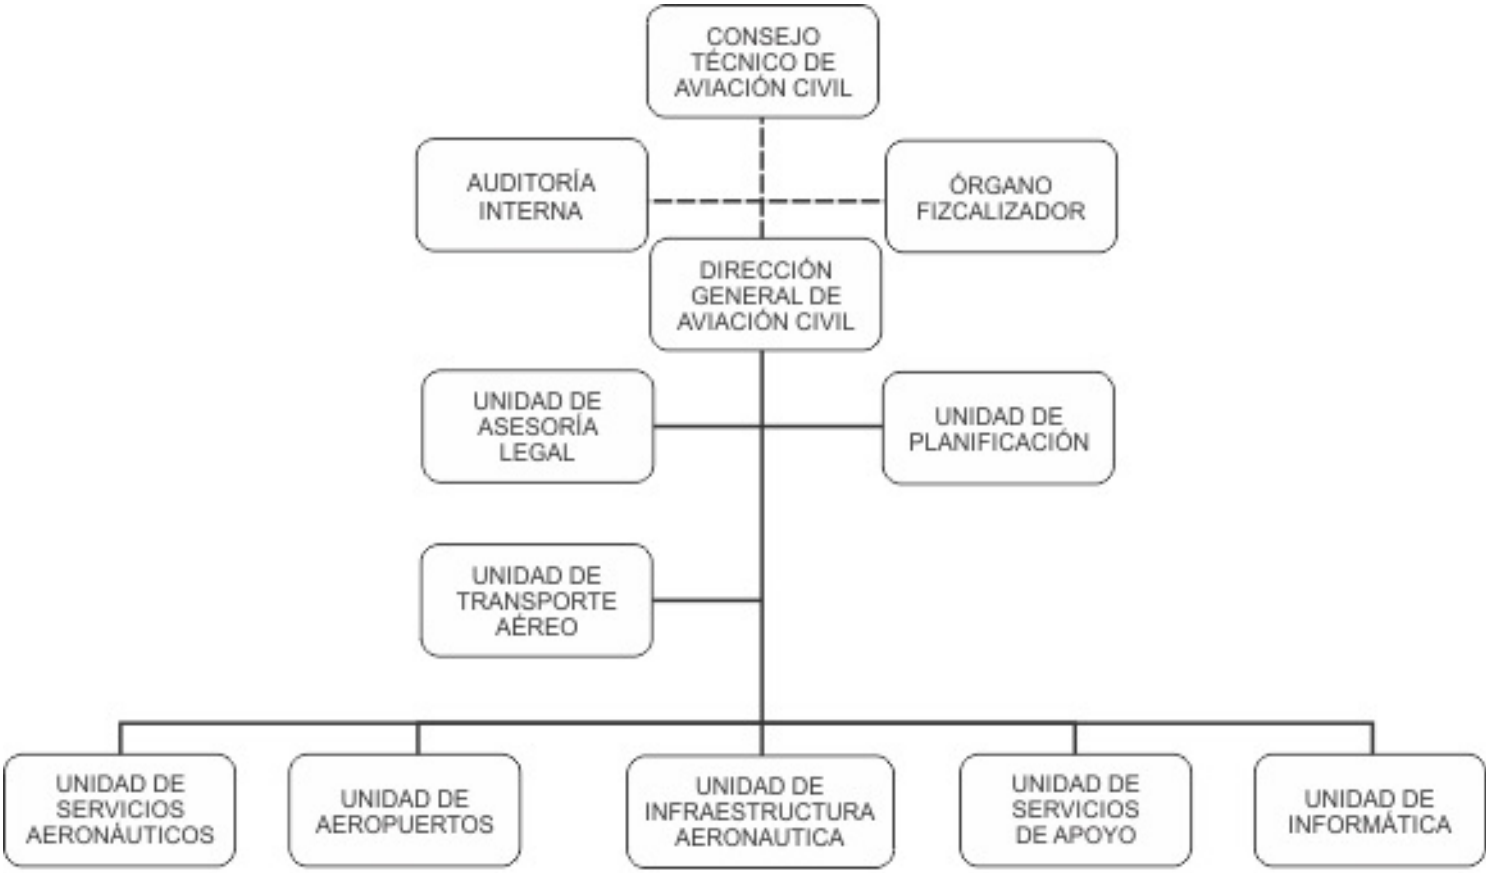 CONSEJO
TÉCNICO DE
AVIACIÓN CIVIL
AUDITORÍA
INTERNA
ÓRGANO
FIZCALIZADOR
DIRECCIÓN
GENERAL DE
AVIACIÓN CIVIL
UNIDAD DE
ASESORÍA
LEGAL
UNIDAD DE
PLANIFICACIÓN
UNIDAD DE
TRANSPORTE
AÉREO
UNIDAD DE
SERVICIOS
AERONÁUTICOS
UNIDAD DE
AEROPUERTOS
UNIDAD DE
INFRAESTRUCTURA
AERONAUTICA
UNIDAD DE
SERVICIOS
DE APOYO
UNIDAD DE
INFORMÁTICA